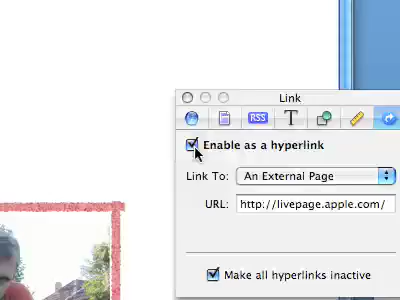 Link
RSS
T
Enable as a hyperlink
Link To: An External Page
URL: http://livepage.apple.com/
Make all hyperlinks inactive